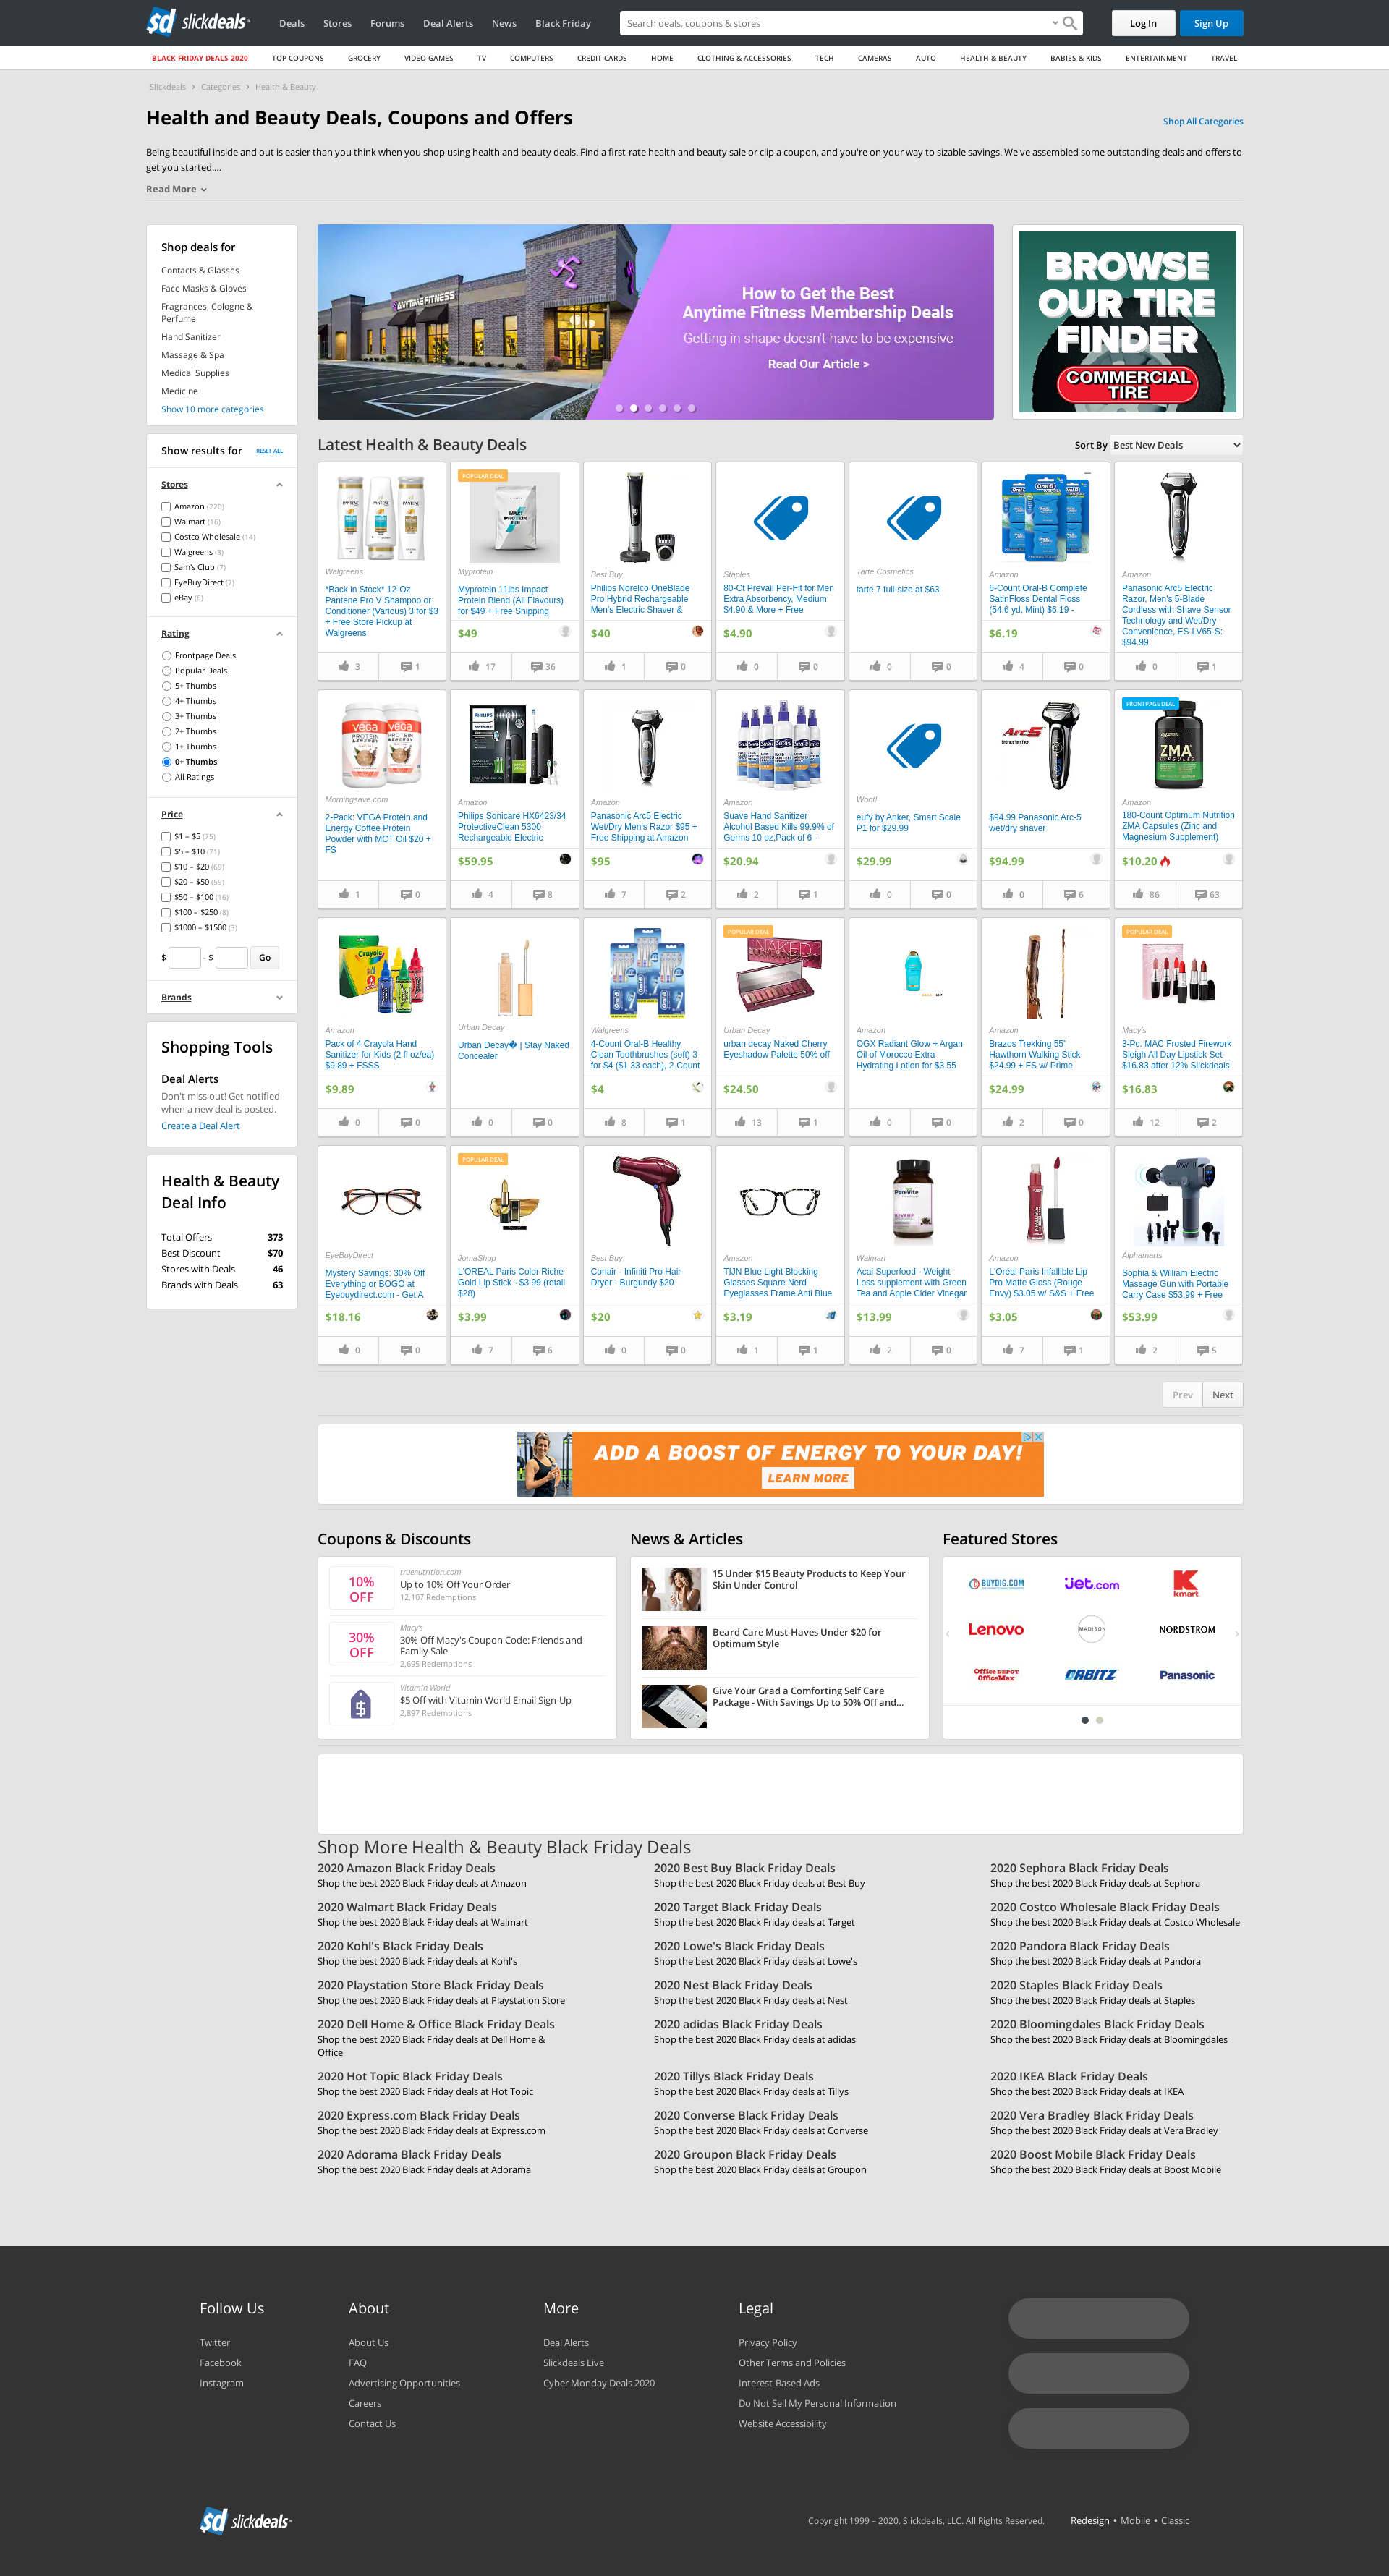 slickdeals
Deals
Stores
Forums
Deal Alerts
News
Black Friday
Search deals, coupons & stores
Log In
Sign Up
BLACK FRIDAY DEALS 2020
TOP COUPONS
GROCERY
VIDEO GAMES
TV
COMPUTERS
CREDIT CARDS
HOME
CLOTHING & ACCESSORIES
TECH
CAMERAS
AUTO
HEALTH & BEAUTY
BABIES & KIDS
ENTERTAINMENT
TRAVEL
Slickdeals > Categories > Health & Beauty
Health and Beauty Deals, Coupons and Offers
Shop All Categories
Being beautiful inside and out is easier than you think when you shop using health and beauty deals. Find a first-rate health and beauty sale or clip a coupon, and you're on your way to sizable savings. We've assembled some outstanding deals and offers to
get you started....
Read More
Shop deals for
Contacts & Glasses
Face Masks & Gloves
Fragrances, Cologne &
Perfume
Hand Sanitizer
Massage & Spa
Medical Supplies
Medicine
Show 10 more categories
ANYTIME FITNESS
How to Get the Best
Anytime Fitness Membership Deals
Getting in shape doesn't have to be expensive
Read Our Article >
BROWSE
OUR TIRE
FINDER
COMMERCIAL
TIRE
Show results for
RESET ALL
Stores
Amazon (220)
Walmart (16)
Costco Wholesale (14)
Walgreens (8)
Sam's Club (7)
EyeBuyDirect (7)
eBay (6)
Rating
Frontpage Deals
Popular Deals
5+ Thumbs
4+ Thumbs
3+ Thumbs
2+ Thumbs
1+ Thumbs
0+ Thumbs
All Ratings
Price
$1 – $5 (75)
$5 – $10 (71)
$10 – $20 (69)
$20 – $50 (59)
$50 – $100 (16)
$100 – $250 (8)
$1000 – $1500 (3)
$ - $ Go
Brands
Shopping Tools
Deal Alerts
Don't miss out! Get notified
when a new deal is posted.
Create a Deal Alert
Health & Beauty
Deal Info
Total Offers 373
Best Discount $70
Stores with Deals 46
Brands with Deals 63
Latest Health & Beauty Deals
Sort By Best New Deals
Walgreens
*Back in Stock* 12-Oz
Pantene Pro V Shampoo or
Conditioner (Various) 3 for $3
+ Free Store Pickup at
Walgreens
3 1
POPULAR DEAL
Myprotein
Myprotein 11lbs Impact
Protein Blend (All Flavours)
for $49 + Free Shipping
$49
17 36
Best Buy
Philips Norelco OneBlade
Pro Hybrid Rechargeable
Men's Electric Shaver &
$40
1 0
Staples
80-Ct Prevail Per-Fit for Men
Extra Absorbency, Medium
$4.90 & More + Free
$4.90
0 0
Tarte Cosmetics
tarte 7 full-size at $63
0 0
Amazon
6-Count Oral-B Complete
SatinFloss Dental Floss
(54.6 yd, Mint) $6.19 -
$6.19
4 0
Amazon
Panasonic Arc5 Electric
Razor, Men's 5-Blade
Cordless with Shave Sensor
Technology and Wet/Dry
Convenience, ES-LV65-S:
$94.99
0 1
Morningsave.com
2-Pack: VEGA Protein and
Energy Coffee Protein
Powder with MCT Oil $20 +
FS
1 0
PHILIPS
Amazon
Philips Sonicare HX6423/34
ProtectiveClean 5300
Rechargeable Electric
$59.95
4 8
Amazon
Panasonic Arc5 Electric
Wet/Dry Men's Razor $95 +
Free Shipping at Amazon
$95
7 2
Amazon
Suave Hand Sanitizer
Alcohol Based Kills 99.9% of
Germs 10 oz,Pack of 6 -
$20.94
2 1
Woot!
eufy by Anker, Smart Scale
P1 for $29.99
$29.99
0 0
Arc5
$94.99 Panasonic Arc-5
wet/dry shaver
$94.99
0 6
FRONTPAGE DEAL
ZMA
Amazon
180-Count Optimum Nutrition
ZMA Capsules (Zinc and
Magnesium Supplement)
$10.20
86 63
Crayola
Amazon
Pack of 4 Crayola Hand
Sanitizer for Kids (2 fl oz/ea)
$9.89 + FSSS
$9.89
0 0
Urban Decay
Urban Decay� | Stay Naked
Concealer
0 0
Walgreens
4-Count Oral-B Healthy
Clean Toothbrushes (soft) 3
for $4 ($1.33 each), 2-Count
$4
8 1
POPULAR DEAL
NAKED
Urban Decay
urban decay Naked Cherry
Eyeshadow Palette 50% off
$24.50
13 1
Amazon
OGX Radiant Glow + Argan
Oil of Morocco Extra
Hydrating Lotion for $3.55
0 0
Amazon
Brazos Trekking 55"
Hawthorn Walking Stick
$24.99 + FS w/ Prime
$24.99
2 0
POPULAR DEAL
Macy's
3-Pc. MAC Frosted Firework
Sleigh All Day Lipstick Set
$16.83 after 12% Slickdeals
$16.83
12 2
EyeBuyDirect
Mystery Savings: 30% Off
Everything or BOGO at
Eyebuydirect.com - Get A
$18.16
0 0
POPULAR DEAL
JomaShop
L'OREAL Paris Color Riche
Gold Lip Stick - $3.99 (retail
$28)
$3.99
7 6
Best Buy
Conair - Infiniti Pro Hair
Dryer - Burgundy $20
$20
0 0
Amazon
TIJN Blue Light Blocking
Glasses Square Nerd
Eyeglasses Frame Anti Blue
$3.19
1 1
Walmart
Acai Superfood - Weight
Loss supplement with Green
Tea and Apple Cider Vinegar
$13.99
2 0
Amazon
L'Oréal Paris Infallible Lip
Pro Matte Gloss (Rouge
Envy) $3.05 w/ S&S + Free
$3.05
7 1
Alphamarts
Sophia & William Electric
Massage Gun with Portable
Carry Case $53.99 + Free
$53.99
2 5
Prev
Next
ADD A BOOST OF ENERGY TO YOUR DAY!
LEARN MORE
Coupons & Discounts
10%
OFF
truenutrition.com
Up to 10% Off Your Order
12,107 Redemptions
30%
OFF
Macy's
30% Off Macy's Coupon Code: Friends and
Family Sale
2,695 Redemptions
Vitamin World
$5 Off with Vitamin World Email Sign-Up
2,897 Redemptions
News & Articles
15 Under $15 Beauty Products to Keep Your
Skin Under Control
Beard Care Must-Haves Under $20 for
Optimum Style
Give Your Grad a Comforting Self Care
Package - With Savings Up to 50% Off and...
Featured Stores
BUYDIG.COM
jet.com
kmart
Lenovo
MADISON
NORDSTROM
Office DEPOT
OfficeMax
ORBITZ
Panasonic
Shop More Health & Beauty Black Friday Deals
2020 Amazon Black Friday Deals
Shop the best 2020 Black Friday deals at Amazon
2020 Best Buy Black Friday Deals
Shop the best 2020 Black Friday deals at Best Buy
2020 Sephora Black Friday Deals
Shop the best 2020 Black Friday deals at Sephora
2020 Walmart Black Friday Deals
Shop the best 2020 Black Friday deals at Walmart
2020 Target Black Friday Deals
Shop the best 2020 Black Friday deals at Target
2020 Costco Wholesale Black Friday Deals
Shop the best 2020 Black Friday deals at Costco Wholesale
2020 Kohl's Black Friday Deals
Shop the best 2020 Black Friday deals at Kohl's
2020 Lowe's Black Friday Deals
Shop the best 2020 Black Friday deals at Lowe's
2020 Pandora Black Friday Deals
Shop the best 2020 Black Friday deals at Pandora
2020 Playstation Store Black Friday Deals
Shop the best 2020 Black Friday deals at Playstation Store
2020 Nest Black Friday Deals
Shop the best 2020 Black Friday deals at Nest
2020 Staples Black Friday Deals
Shop the best 2020 Black Friday deals at Staples
2020 Dell Home & Office Black Friday Deals
Shop the best 2020 Black Friday deals at Dell Home &
Office
2020 adidas Black Friday Deals
Shop the best 2020 Black Friday deals at adidas
2020 Bloomingdales Black Friday Deals
Shop the best 2020 Black Friday deals at Bloomingdales
2020 Hot Topic Black Friday Deals
Shop the best 2020 Black Friday deals at Hot Topic
2020 Tillys Black Friday Deals
Shop the best 2020 Black Friday deals at Tillys
2020 IKEA Black Friday Deals
Shop the best 2020 Black Friday deals at IKEA
2020 Express.com Black Friday Deals
Shop the best 2020 Black Friday deals at Express.com
2020 Converse Black Friday Deals
Shop the best 2020 Black Friday deals at Converse
2020 Vera Bradley Black Friday Deals
Shop the best 2020 Black Friday deals at Vera Bradley
2020 Adorama Black Friday Deals
Shop the best 2020 Black Friday deals at Adorama
2020 Groupon Black Friday Deals
Shop the best 2020 Black Friday deals at Groupon
2020 Boost Mobile Black Friday Deals
Shop the best 2020 Black Friday deals at Boost Mobile
Follow Us
Twitter
Facebook
Instagram
About
About Us
FAQ
Advertising Opportunities
Careers
Contact Us
More
Deal Alerts
Slickdeals Live
Cyber Monday Deals 2020
Legal
Privacy Policy
Other Terms and Policies
Interest-Based Ads
Do Not Sell My Personal Information
Website Accessibility
slickdeals
Copyright 1999 – 2020. Slickdeals, LLC. All Rights Reserved.
Redesign • Mobile • Classic